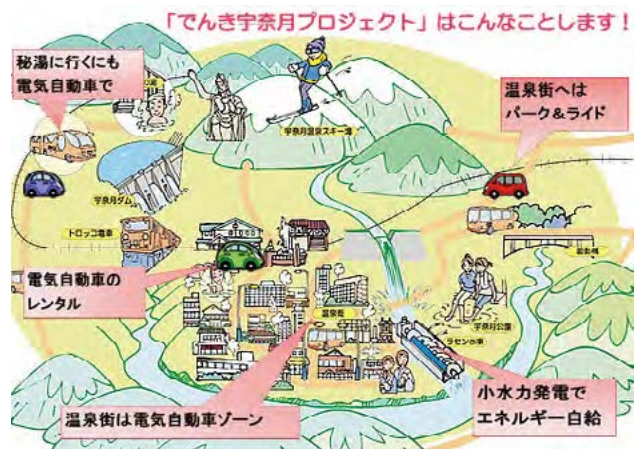 「でんき宇奈月プロジェクト」はこんなことします！
秘湯に行くにも
電気自動車で
温泉街へは
パーク＆ライド
宇奈月温泉スキー場
宇奈月ダム
トロッコ電車
電気自動車の
レンタル
温泉街
宇奈月公園
ラセン水車
温泉街は電気自動車ゾーン
小水力発電で
エネルギー自給